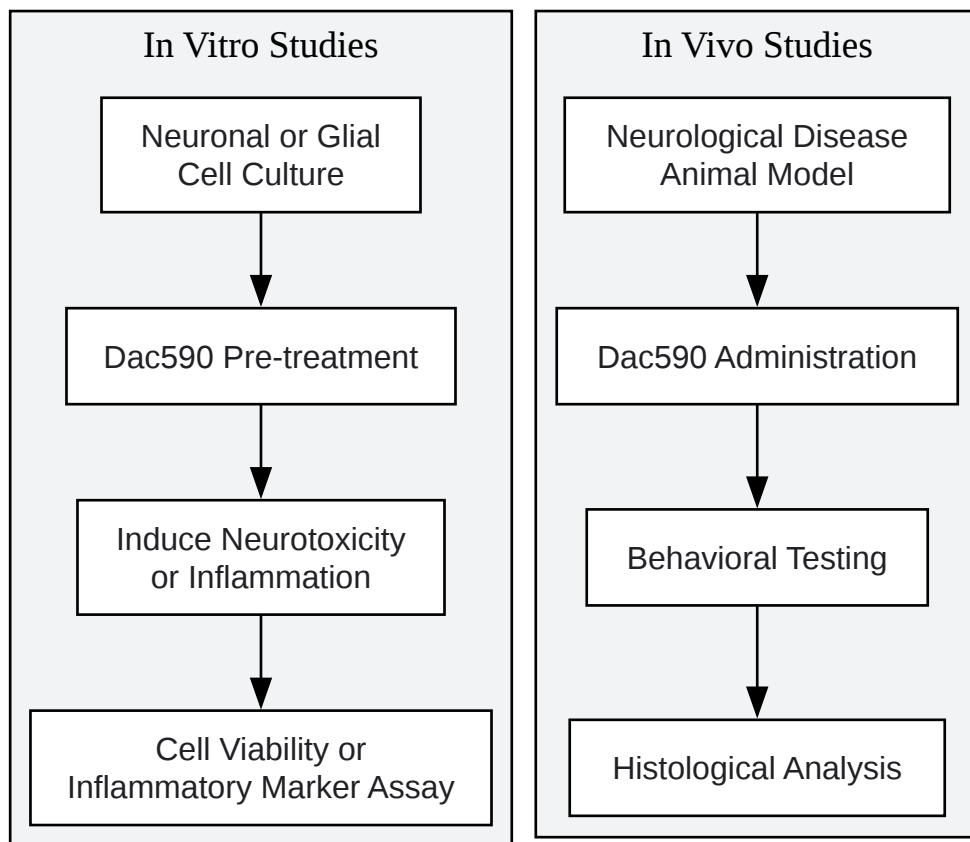 In Vitro Studies
Neuronal or Glial
Cell Culture
Dac590 Pre-treatment
Induce Neurotoxicity
or Inflammation
Cell Viability or
Inflammatory Marker Assay
In Vivo Studies
Neurological Disease
Animal Model
Dac590 Administration
Behavioral Testing
Histological Analysis